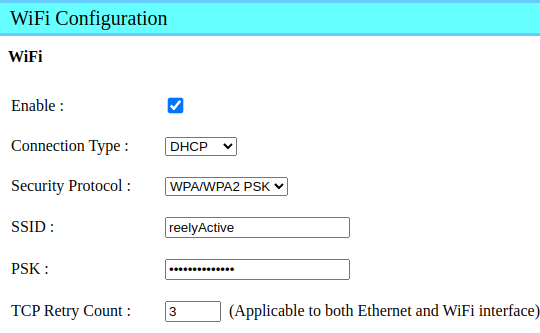 WiFi Configuration
WiFi
Enable :
Connection Type : DHCP
Security Protocol : WPA/WPA2 PSK
SSID : reelyActive
PSK : ••••••••••••••
TCP Retry Count : 3 (Applicable to both Ethernet and WiFi interface)